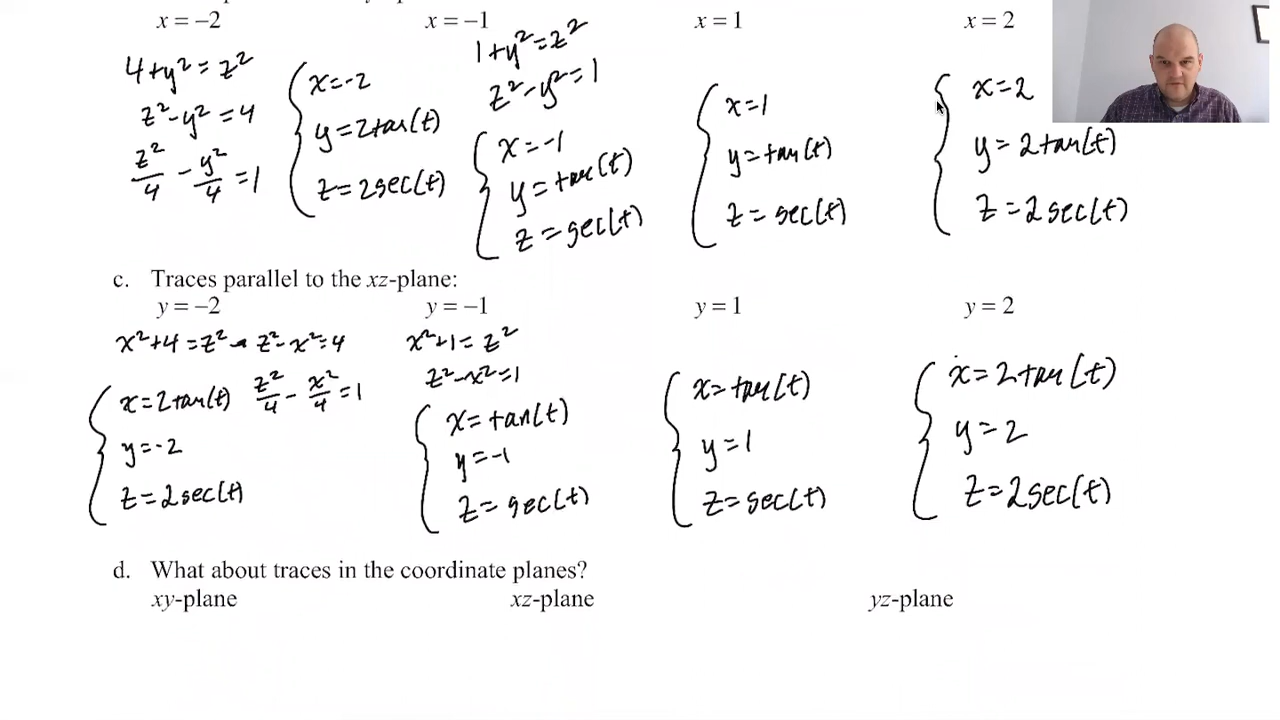 x = –2
x = –1
x = 1
x = 2
4+y²=z²
z²-y²=4
z²/4 - y²/4 =1
{ x=-2
y=2tan(t)
z=2sec(t)
1+y²=z²
z²-y²=1
{ x=-1
y=tan(t)
z=sec(t)
{ x=1
y=tan(t)
z=sec(t)
{ x=2
y=2tan(t)
z=2sec(t)
c. Traces parallel to the xz-plane:
y = –2
y = –1
y = 1
y = 2
x²+4=z² → z²-x²=4
z²/4 - x²/4 =1
{ x=2tan(t)
y=-2
z=2sec(t)
x²+1=z²
z²-x²=1
{ x=tan(t)
y=-1
z=sec(t)
{ x=tan(t)
y=1
z=sec(t)
{ x=2tan(t)
y=2
z=2sec(t)
d. What about traces in the coordinate planes?
xy-plane
xz-plane
yz-plane